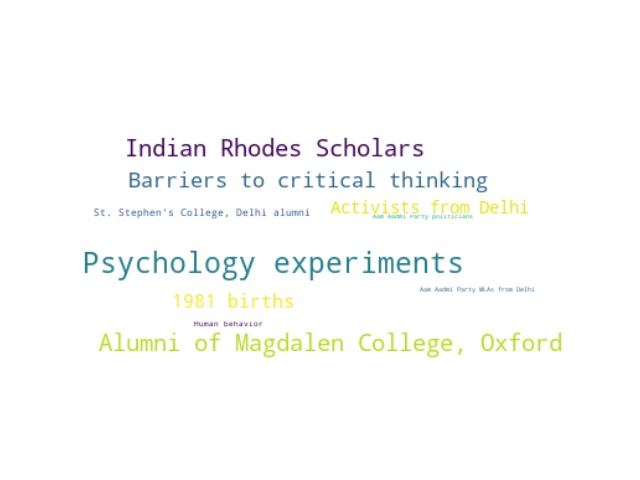 Indian Rhodes Scholars
Barriers to critical thinking
Activists from Delhi
St. Stephen's College, Delhi alumni
Aam Aadmi Party politicians
Psychology experiments
Aam Aadmi Party MLAs from Delhi
1981 births
Human behavior
Alumni of Magdalen College, Oxford